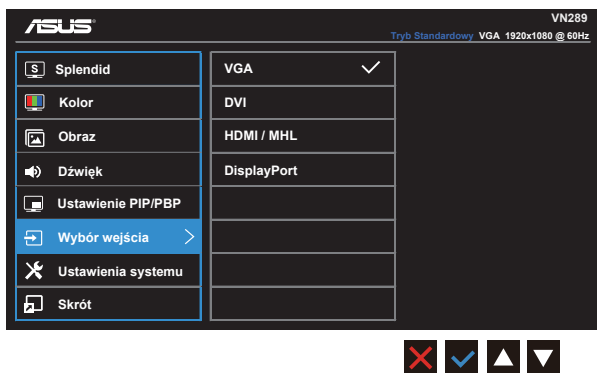 ASUS
VN289
Tryb Standardowy VGA 1920x1080 @ 60Hz
S Splendid
Kolor
Obraz
Dźwięk
Ustawienie PIP/PBP
Wybór wejścia
Ustawienia systemu
Skrót
VGA
DVI
HDMI / MHL
DisplayPort